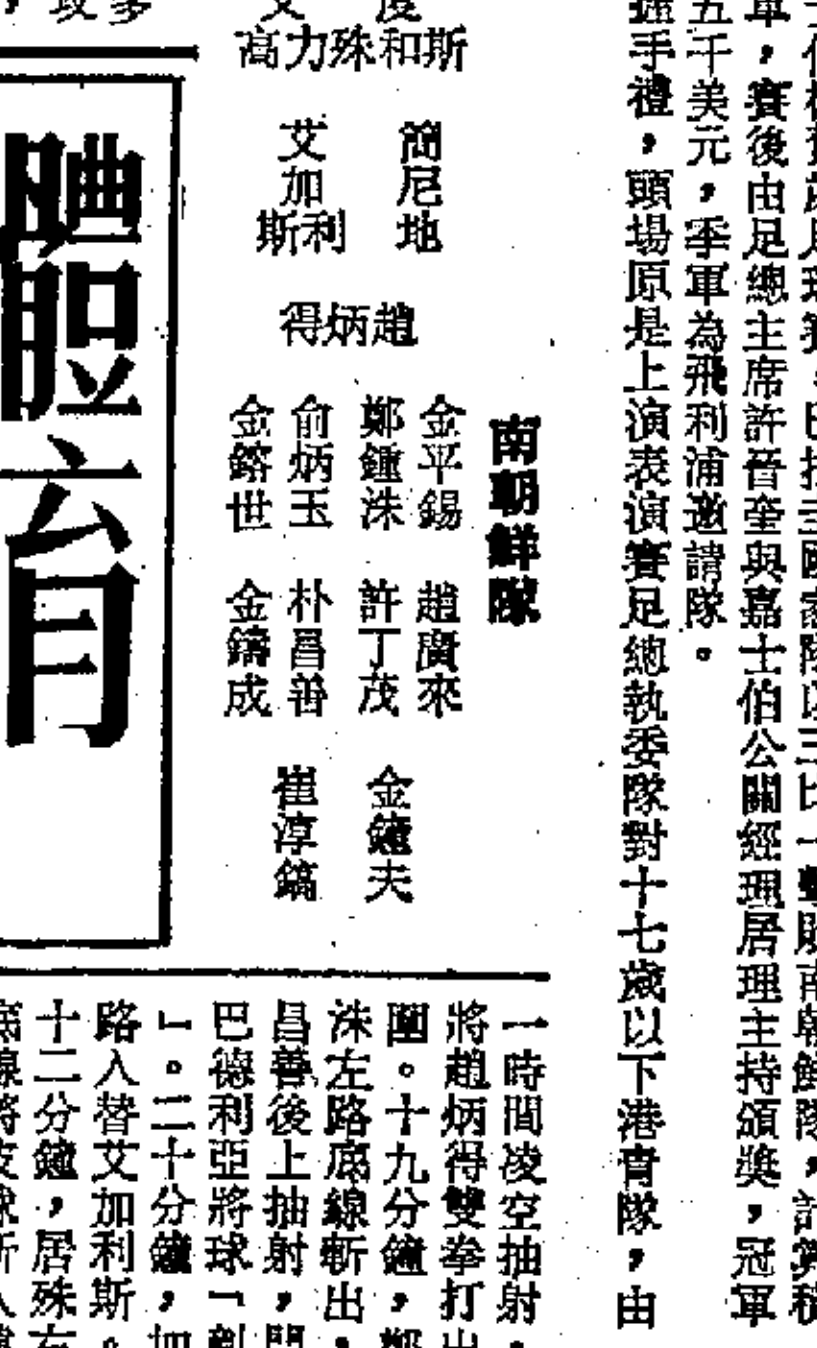 軍，賽後由足總主席許晉奎與嘉士伯公關經理居理主持頒獎，冠軍
五千美元，季軍為飛利浦邀請隊。
握手禮，頭場原是上演表演賽足總執委隊對十七歲以下港青隊，由
高力殊和斯
簡尼地
艾加
斯利
趙炳得
南朝鮮隊
金平錫 趙廣來
鄭鍾洙 許丁茂 金鐘夫
俞炳玉 朴昌善
金鎔世 金鑄成 崔淳鎬
體育
一時間凌空抽射，
將趙炳得雙拳打出
圍。十九分鐘，鄭
洙左路底線斬出，
昌善後上抽射，門
巴德利亞將球「
」。二十分鐘，加
路入替艾加利斯。
十二分鐘，居殊右